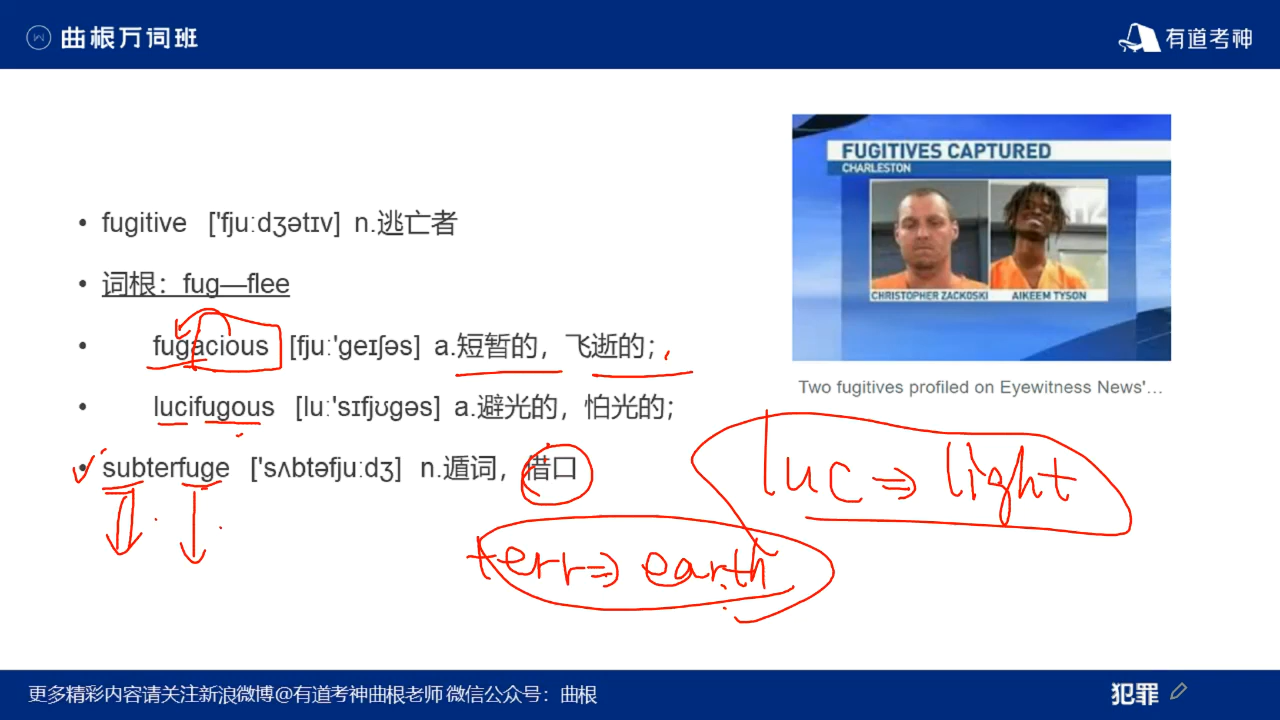 曲根万词班
有道考神
FUGITIVES CAPTURED
CHARLESTON
CHRISTOPHER ZACKOSKI AIKEEM TYSON
Two fugitives profiled on Eyewitness News'...
• fugitive ['fjuːdʒətɪv] n.逃亡者
• 词根：fug—flee
• fugacious [fjuː'geɪʃəs] a.短暂的，飞逝的；
• lucifugous [luː'sɪfjʊgəs] a.避光的，怕光的；
• subterfuge ['sʌbtəfjuːdʒ] n.遁词，借口
luc⇒light
terr⇒earth
更多精彩内容请关注新浪微博@有道考神曲根老师 微信公众号：曲根
犯罪